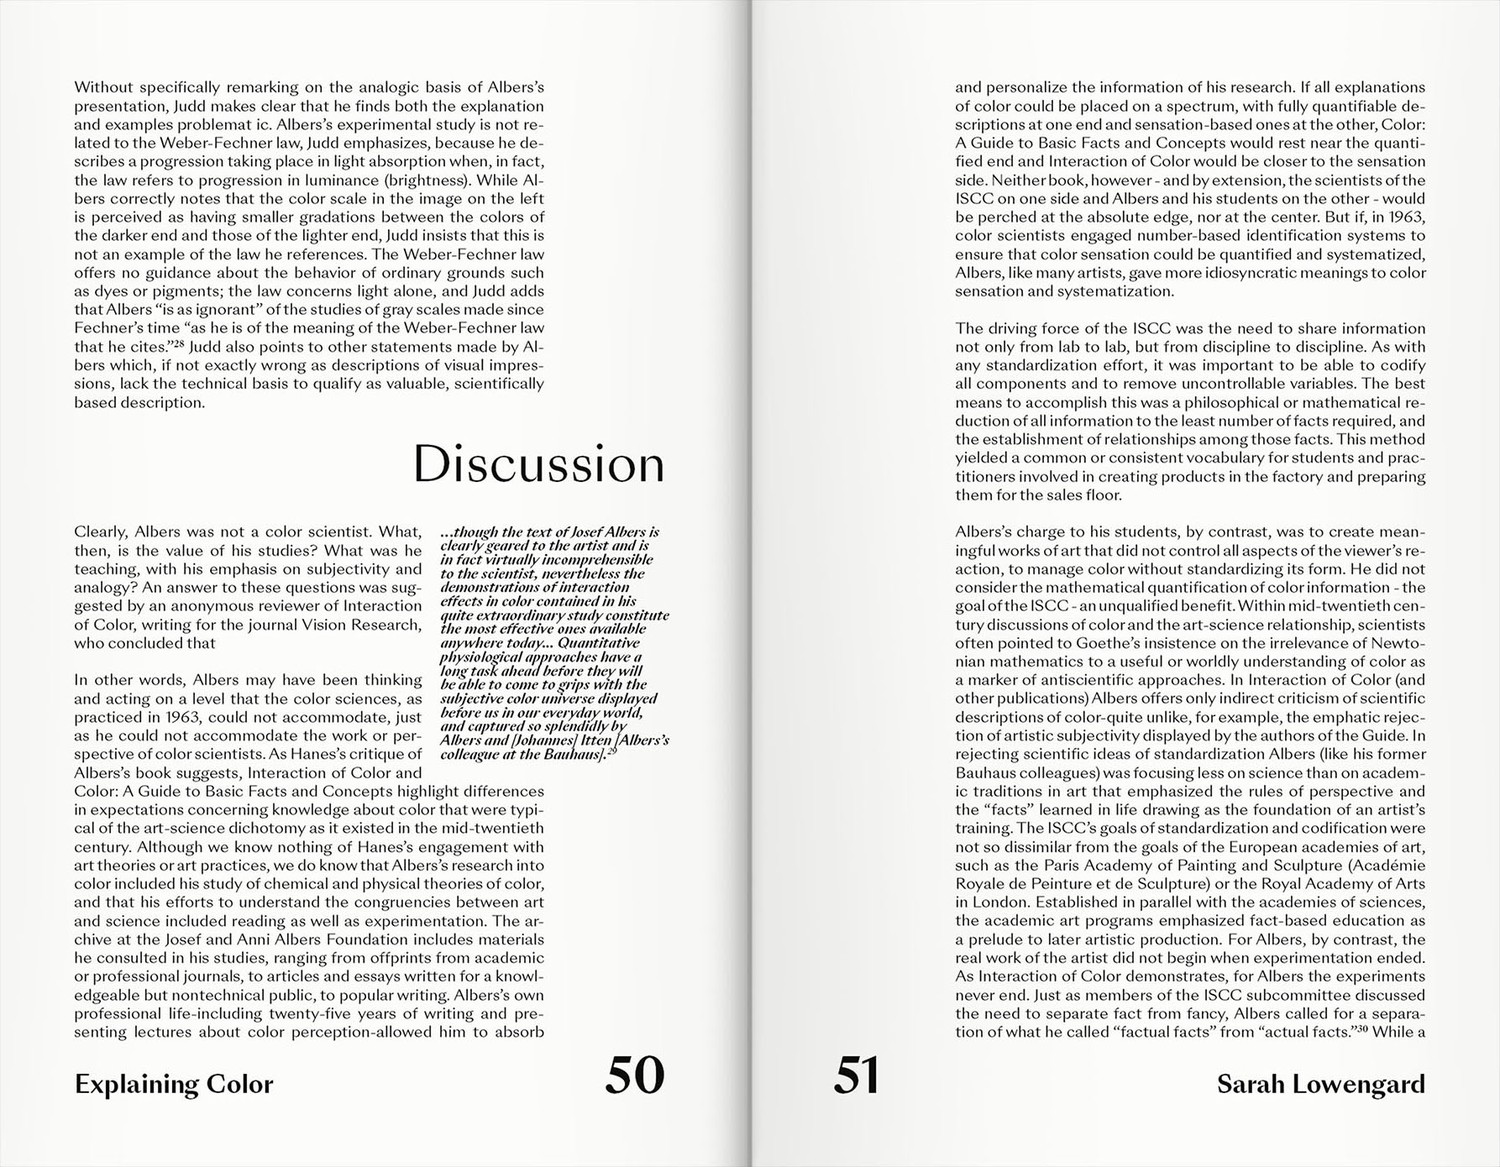 Without specifically remarking on the analogic basis of Albers's
presentation, Judd makes clear that he finds both the explanation
and examples problemat ic. Albers's experimental study is not re-
lated to the Weber-Fechner law, Judd emphasizes, because he de-
scribes a progression taking place in light absorption when, in fact,
the law refers to progression in luminance (brightness). While Al-
bers correctly notes that the color scale in the image on the left
is perceived as having smaller gradations between the colors of
the darker end and those of the lighter end, Judd insists that this is
not an example of the law he references. The Weber-Fechner law
offers no guidance about the behavior of ordinary grounds such
as dyes or pigments; the law concerns light alone, and Judd adds
that Albers “is as ignorant” of the studies of gray scales made since
Fechner's time “as he is of the meaning of the Weber-Fechner law
that he cites.”²⁸ Judd also points to other statements made by Al-
bers which, if not exactly wrong as descriptions of visual impres-
sions, lack the technical basis to qualify as valuable, scientifically
based description.
Discussion
Clearly, Albers was not a color scientist. What,
then, is the value of his studies? What was he
teaching, with his emphasis on subjectivity and
analogy? An answer to these questions was sug-
gested by an anonymous reviewer of Interaction
of Color, writing for the journal Vision Research,
who concluded that
...though the text of Josef Albers is
clearly geared to the artist and is
in fact virtually incomprehensible
to the scientist, nevertheless the
demonstrations of interaction
effects in color contained in his
quite extraordinary study constitute
the most effective ones available
anywhere today... Quantitative
physiological approaches have a
long task ahead before they will
be able to come to grips with the
subjective color universe displayed
before us in our everyday world,
and captured so splendidly by
Albers and [Johannes] Itten [Albers's
colleague at the Bauhaus].²⁹
In other words, Albers may have been thinking
and acting on a level that the color sciences, as
practiced in 1963, could not accommodate, just
as he could not accommodate the work or per-
spective of color scientists. As Hanes's critique of
Albers's book suggests, Interaction of Color and
Color: A Guide to Basic Facts and Concepts highlight differences
in expectations concerning knowledge about color that were typi-
cal of the art-science dichotomy as it existed in the mid-twentieth
century. Although we know nothing of Hanes's engagement with
art theories or art practices, we do know that Albers's research into
color included his study of chemical and physical theories of color,
and that his efforts to understand the congruencies between art
and science included reading as well as experimentation. The ar-
chive at the Josef and Anni Albers Foundation includes materials
he consulted in his studies, ranging from offprints from academic
or professional journals, to articles and essays written for a knowl-
edgeable but nontechnical public, to popular writing. Albers's own
professional life-including twenty-five years of writing and pre-
senting lectures about color perception-allowed him to absorb
Explaining Color
50
and personalize the information of his research. If all explanations
of color could be placed on a spectrum, with fully quantifiable de-
scriptions at one end and sensation-based ones at the other, Color:
A Guide to Basic Facts and Concepts would rest near the quanti-
fied end and Interaction of Color would be closer to the sensation
side. Neither book, however - and by extension, the scientists of the
ISCC on one side and Albers and his students on the other - would
be perched at the absolute edge, nor at the center. But if, in 1963,
color scientists engaged number-based identification systems to
ensure that color sensation could be quantified and systematized,
Albers, like many artists, gave more idiosyncratic meanings to color
sensation and systematization.
The driving force of the ISCC was the need to share information
not only from lab to lab, but from discipline to discipline. As with
any standardization effort, it was important to be able to codify
all components and to remove uncontrollable variables. The best
means to accomplish this was a philosophical or mathematical re-
duction of all information to the least number of facts required, and
the establishment of relationships among those facts. This method
yielded a common or consistent vocabulary for students and prac-
titioners involved in creating products in the factory and preparing
them for the sales floor.
Albers's charge to his students, by contrast, was to create mean-
ingful works of art that did not control all aspects of the viewer's re-
action, to manage color without standardizing its form. He did not
consider the mathematical quantification of color information - the
goal of the ISCC - an unqualified benefit. Within mid-twentieth cen-
tury discussions of color and the art-science relationship, scientists
often pointed to Goethe's insistence on the irrelevance of Newto-
nian mathematics to a useful or worldly understanding of color as
a marker of antiscientific approaches. In Interaction of Color (and
other publications) Albers offers only indirect criticism of scientific
descriptions of color-quite unlike, for example, the emphatic rejec-
tion of artistic subjectivity displayed by the authors of the Guide. In
rejecting scientific ideas of standardization Albers (like his former
Bauhaus colleagues) was focusing less on science than on academ-
ic traditions in art that emphasized the rules of perspective and
the “facts” learned in life drawing as the foundation of an artist's
training. The ISCC's goals of standardization and codification were
not so dissimilar from the goals of the European academies of art,
such as the Paris Academy of Painting and Sculpture (Académie
Royale de Peinture et de Sculpture) or the Royal Academy of Arts
in London. Established in parallel with the academies of sciences,
the academic art programs emphasized fact-based education as
a prelude to later artistic production. For Albers, by contrast, the
real work of the artist did not begin when experimentation ended.
As Interaction of Color demonstrates, for Albers the experiments
never end. Just as members of the ISCC subcommittee discussed
the need to separate fact from fancy, Albers called for a separa-
tion of what he called “factual facts” from “actual facts.”³⁰ While a
51
Sarah Lowengard